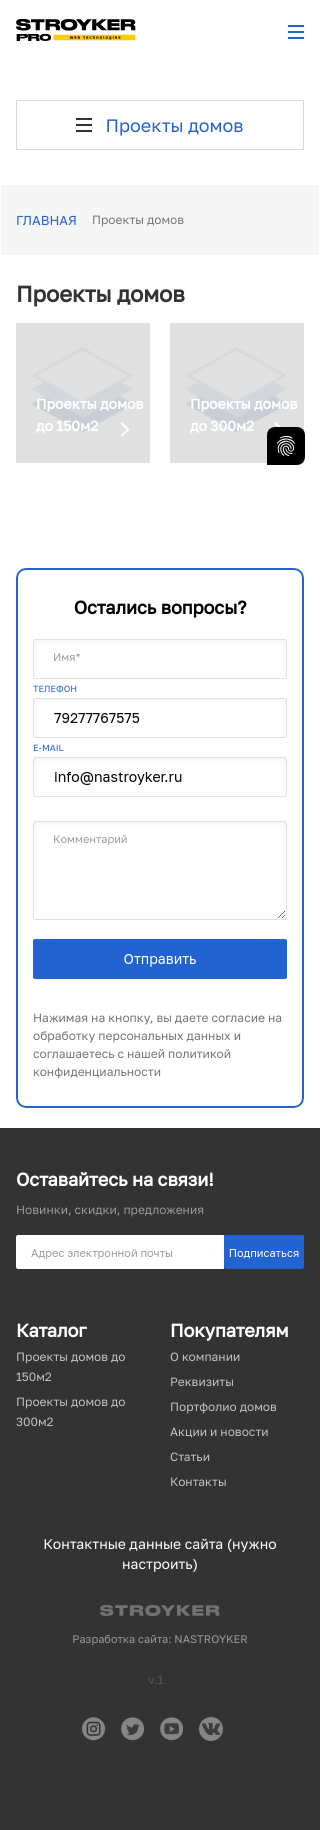 STROYKER
PRO web technologies
Проекты домов
ГЛАВНАЯ Проекты домов
Проекты домов
Проекты домов
до 150м2
Проекты домов
до 300м2
Остались вопросы?
Имя*
ТЕЛЕФОН
79277767575
E-MAIL
info@nastroyker.ru
Комментарий
Отправить
Нажимая на кнопку, вы даете согласие на
обработку персональных данных и
соглашаетесь с нашей политикой
конфиденциальности
Оставайтесь на связи!
Новинки, скидки, предложения
Адрес электронной почты
Подписаться
Каталог
Проекты домов до
150м2
Проекты домов до
300м2
Покупателям
О компании
Реквизиты
Портфолио домов
Акции и новости
Статьи
Контакты
Контактные данные сайта (нужно
настроить)
STROYKER
Разработка сайта: NASTROYKER
v.1.